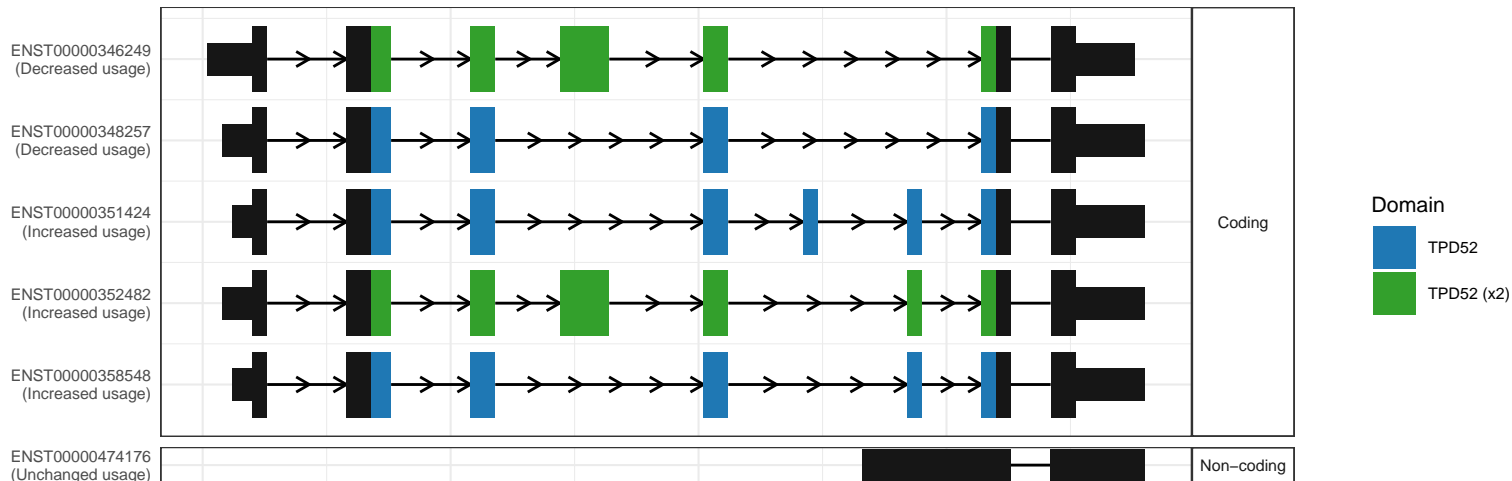 ENST00000346249
(Decreased usage)
ENST00000348257
(Decreased usage)
ENST00000351424
(Increased usage)
ENST00000352482
(Increased usage)
ENST00000358548
(Increased usage)
ENST00000474176
(Unchanged usage)
Coding
Non−coding
Domain
TPD52
TPD52 (x2)